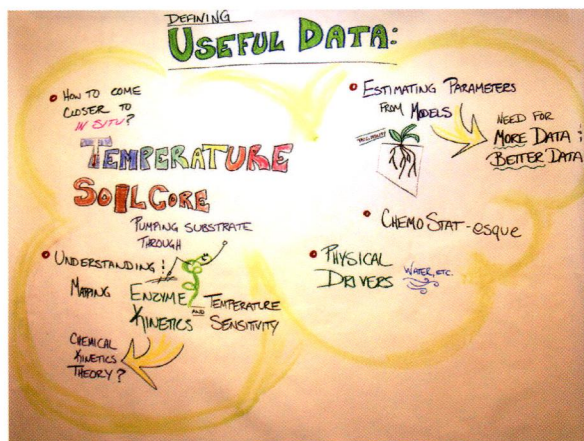 DEFINING
USEFUL DATA:
• HOW TO COME
CLOSER TO
IN SITU?
TEMPERATURE
SOIL CORE
PUMPING SUBSTRATE
THROUGH
• UNDERSTANDING
MAPPING ENZYME
KINETICS AND TEMPERATURE
SENSITIVITY
CHEMICAL
KINETICS
THEORY?
• ESTIMATING PARAMETERS
FROM MODELS
NEED FOR
MORE DATA;
BETTER DATA
• CHEMOSTAT-esque
• PHYSICAL
DRIVERS WATER, ETC.